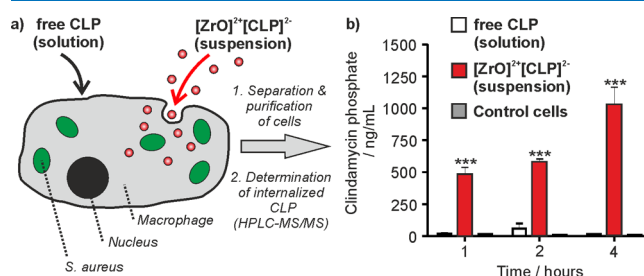 a)
free CLP
(solution)
[ZrO]²⁺[CLP]²⁻
(suspension)
1. Separation &
purification
of cells
2. Determination
of internalized
CLP
(HPLC-MS/MS)
Macrophage
Nucleus
S. aureus
b)
free CLP
(solution)
[ZrO]²⁺[CLP]²⁻
(suspension)
Control cells
Clindamycin phosphate
/ ng/mL
1500
1250
1000
750
500
250
0
***
***
***
1 2 4
Time / hours